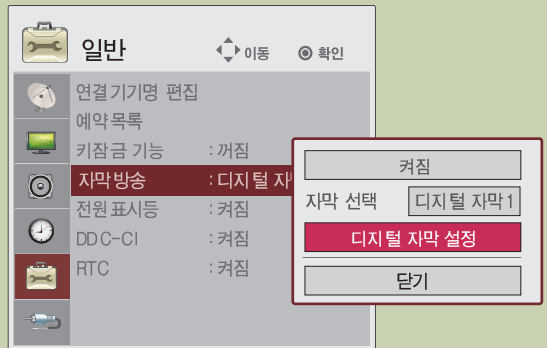 일반 이동 확인
연결기기명 편집
예약목록
키잠금 기능 : 꺼짐
자막방송 : 디지털 자
전원표시등 : 켜짐
DDC-CI : 켜짐
RTC : 켜짐
켜짐
자막 선택 디지털 자막1
디지털 자막 설정
닫기